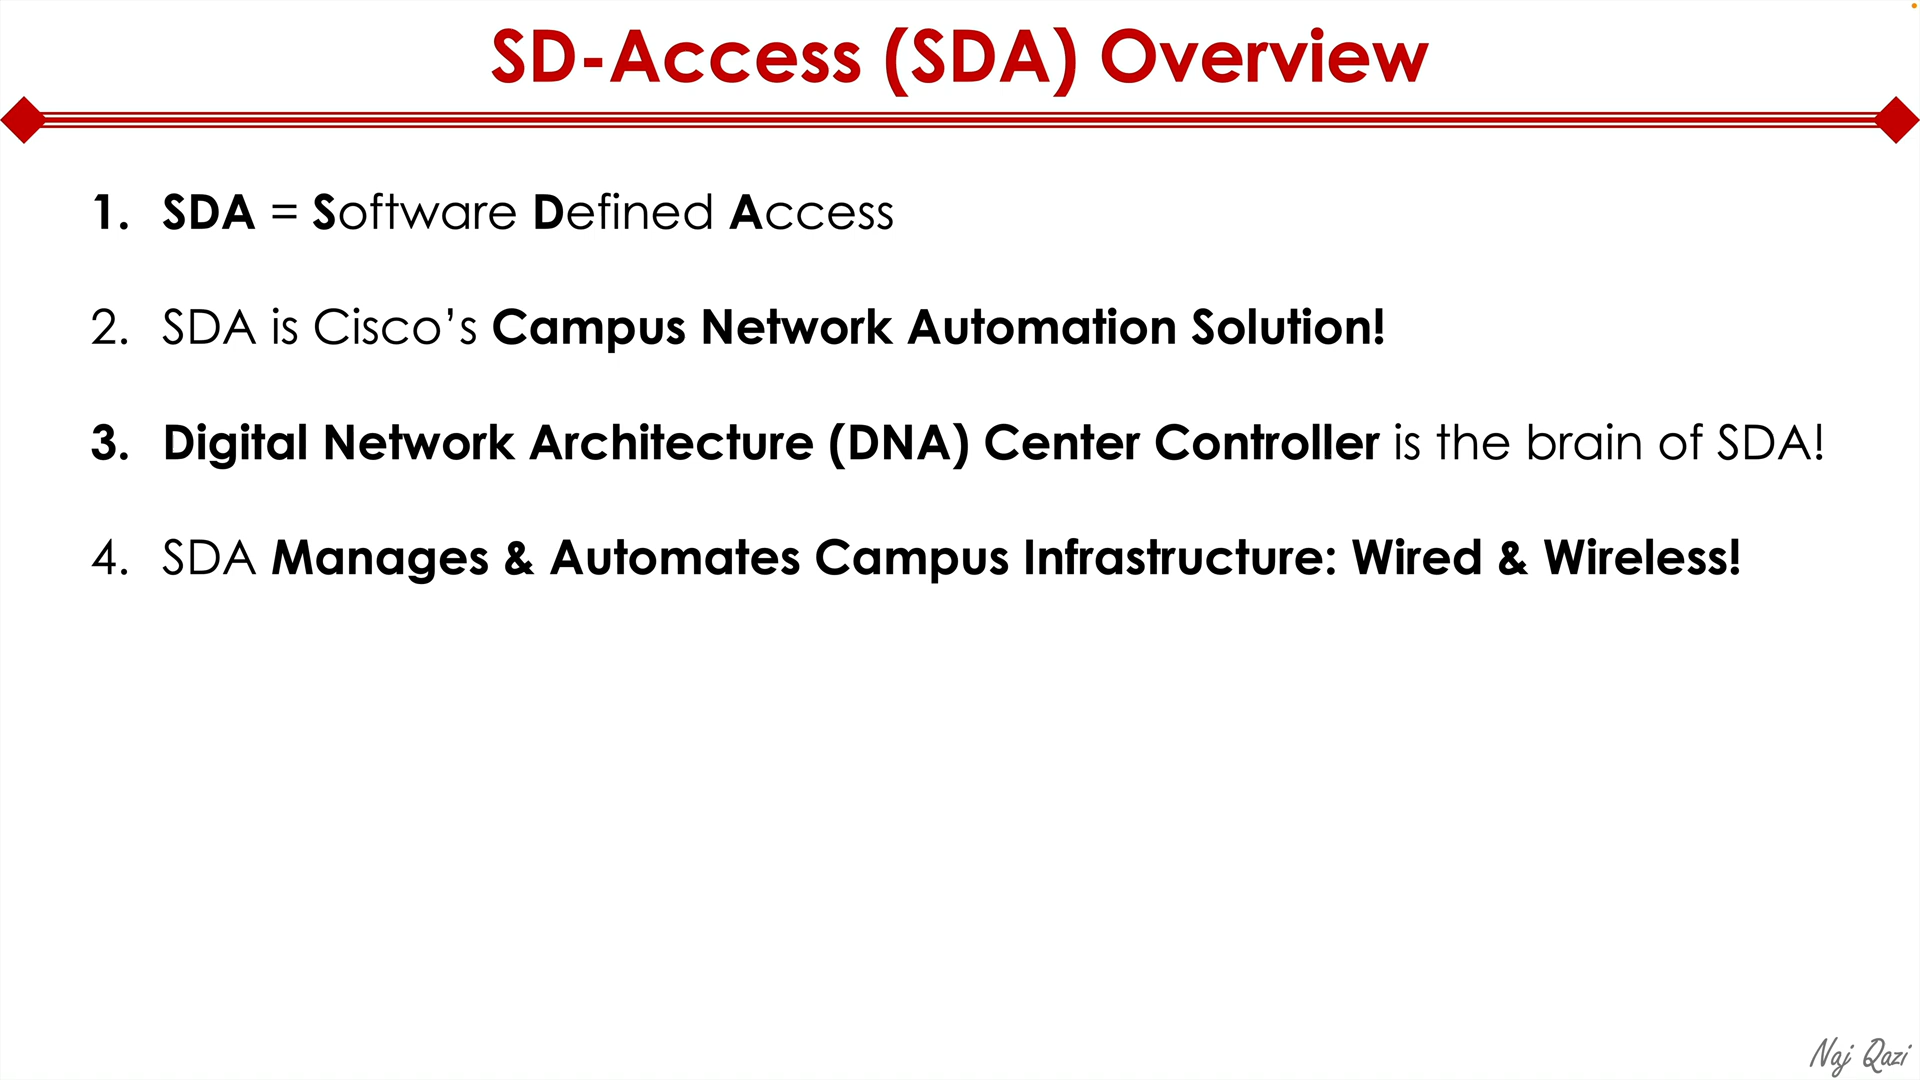 SD-Access (SDA) Overview
1. SDA = Software Defined Access
2. SDA is Cisco’s Campus Network Automation Solution!
3. Digital Network Architecture (DNA) Center Controller is the brain of SDA!
4. SDA Manages & Automates Campus Infrastructure: Wired & Wireless!
Naj Qazi